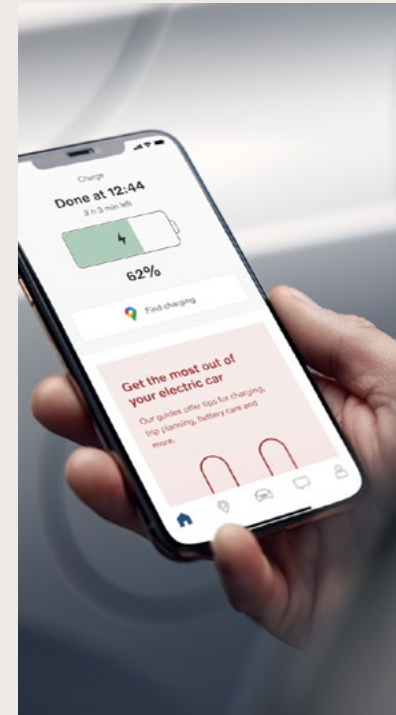 Charge
Done at 12:44
3 h 3 min left
62%
Find charging
Get the most out of
your electric car
Our guides offer tips for charging,
trip planning, battery care and
more.